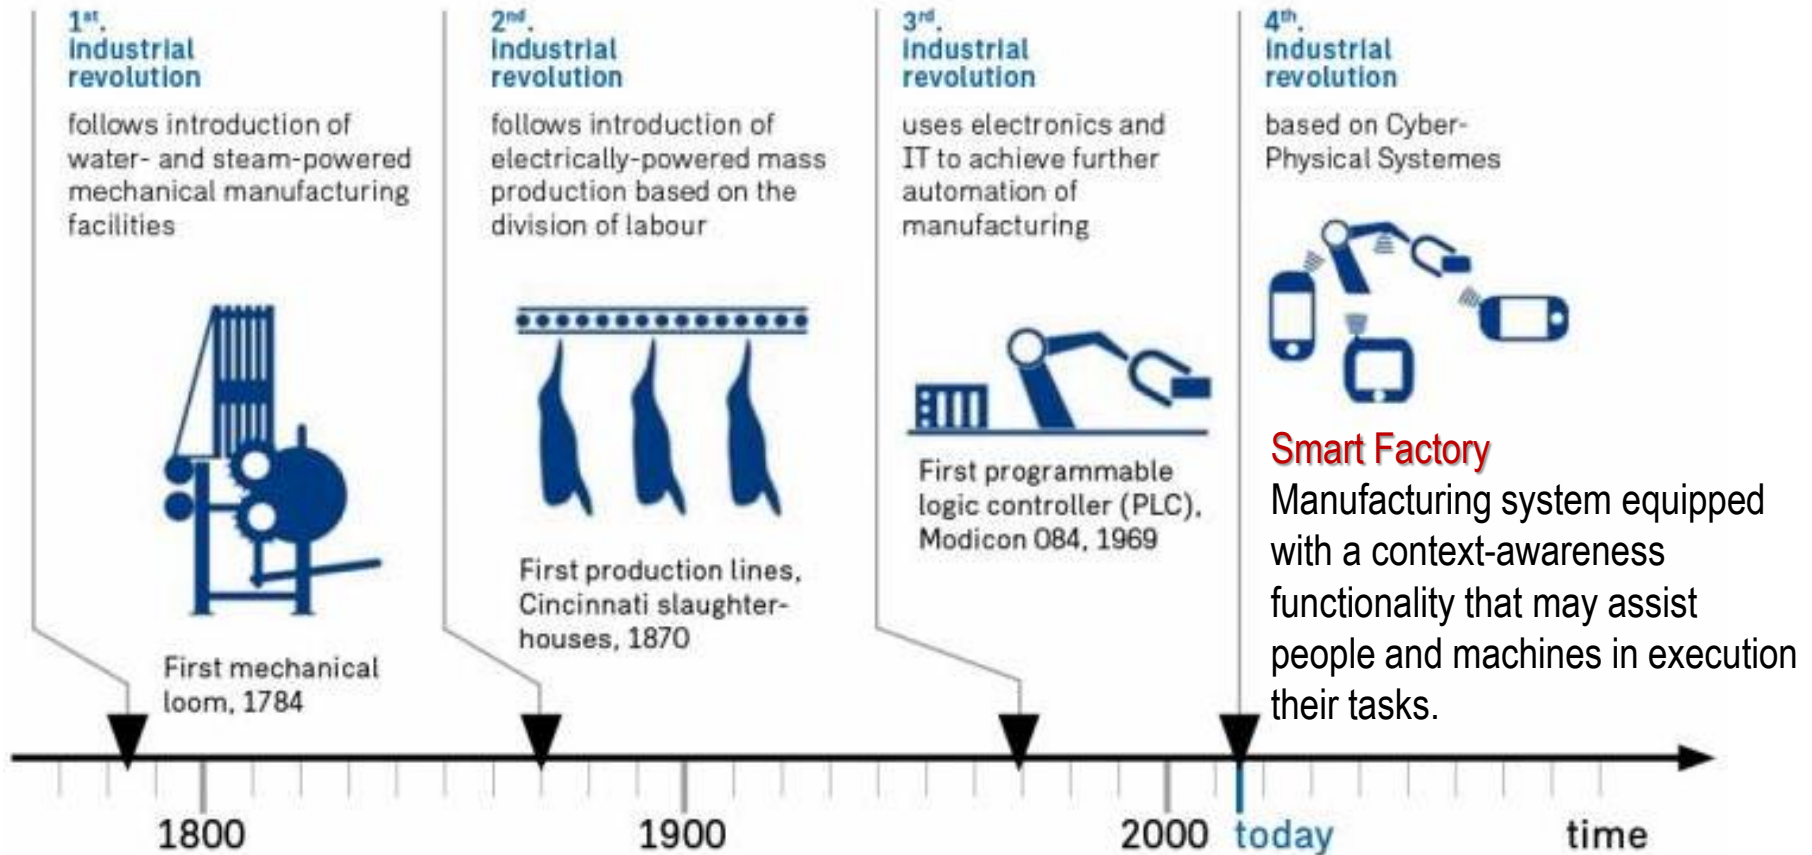 1st.
industrial
revolution
follows introduction of
water- and steam-powered
mechanical manufacturing
facilities
First mechanical
loom, 1784
2nd.
industrial
revolution
follows introduction of
electrically-powered mass
production based on the
division of labour
First production lines,
Cincinnati slaughter-
houses, 1870
3rd.
industrial
revolution
uses electronics and
IT to achieve further
automation of
manufacturing
First programmable
logic controller (PLC),
Modicon 084, 1969
4th.
industrial
revolution
based on Cyber-
Physical Systemes
Smart Factory
Manufacturing system equipped
with a context-awareness
functionality that may assist
people and machines in execution
their tasks.
1800
1900
2000
today
time